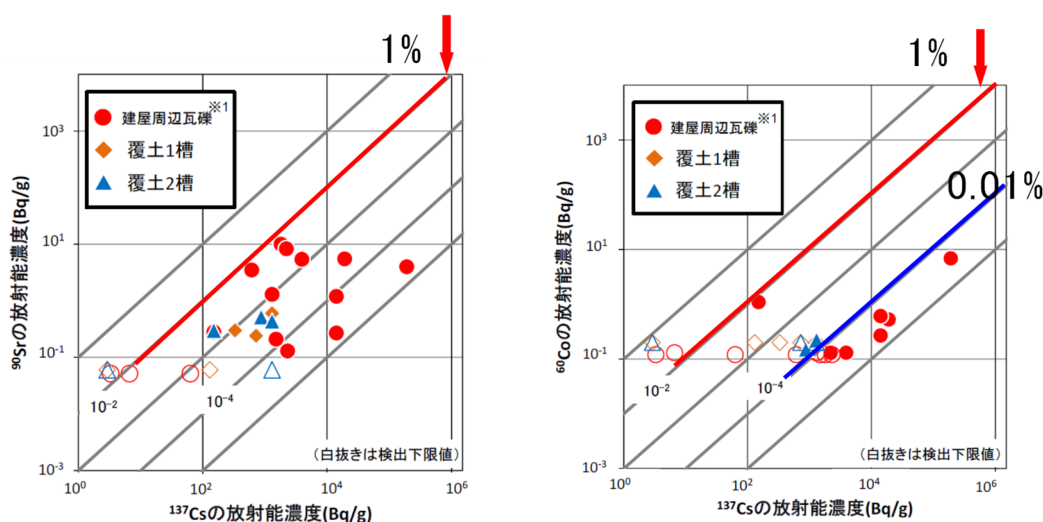 1%
建屋周辺瓦礫※1
覆土1槽
覆土2槽
10³
10¹
10⁻¹
10⁻³
⁹⁰Srの放射能濃度(Bq/g)
10⁻²
10⁻⁴
(白抜きは検出下限値)
10⁰
10²
10⁴
10⁶
¹³⁷Csの放射能濃度(Bq/g)
1%
0.01%
建屋周辺瓦礫※1
覆土1槽
覆土2槽
10³
10¹
10⁻¹
10⁻³
⁶⁰Coの放射能濃度(Bq/g)
10⁻²
10⁻⁴
(白抜きは検出下限値)
10⁰
10²
10⁴
10⁶
¹³⁷Csの放射能濃度(Bq/g)